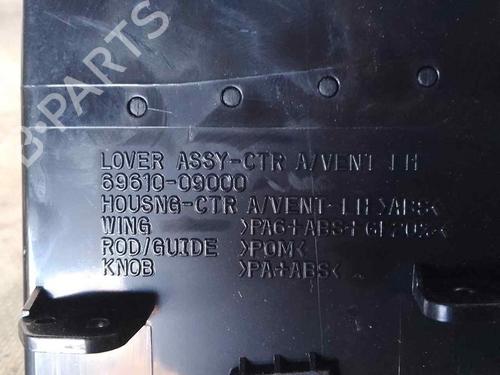 LOVER ASSY-CTR A/VENT LH
69610-09000
HOUSNG-CTR A/VENT LH >ABS<
WING >PA6+ABS+GF20%<
ROD/GUIDE >POM<
KNOB >PA+ABS<
B-PARTS